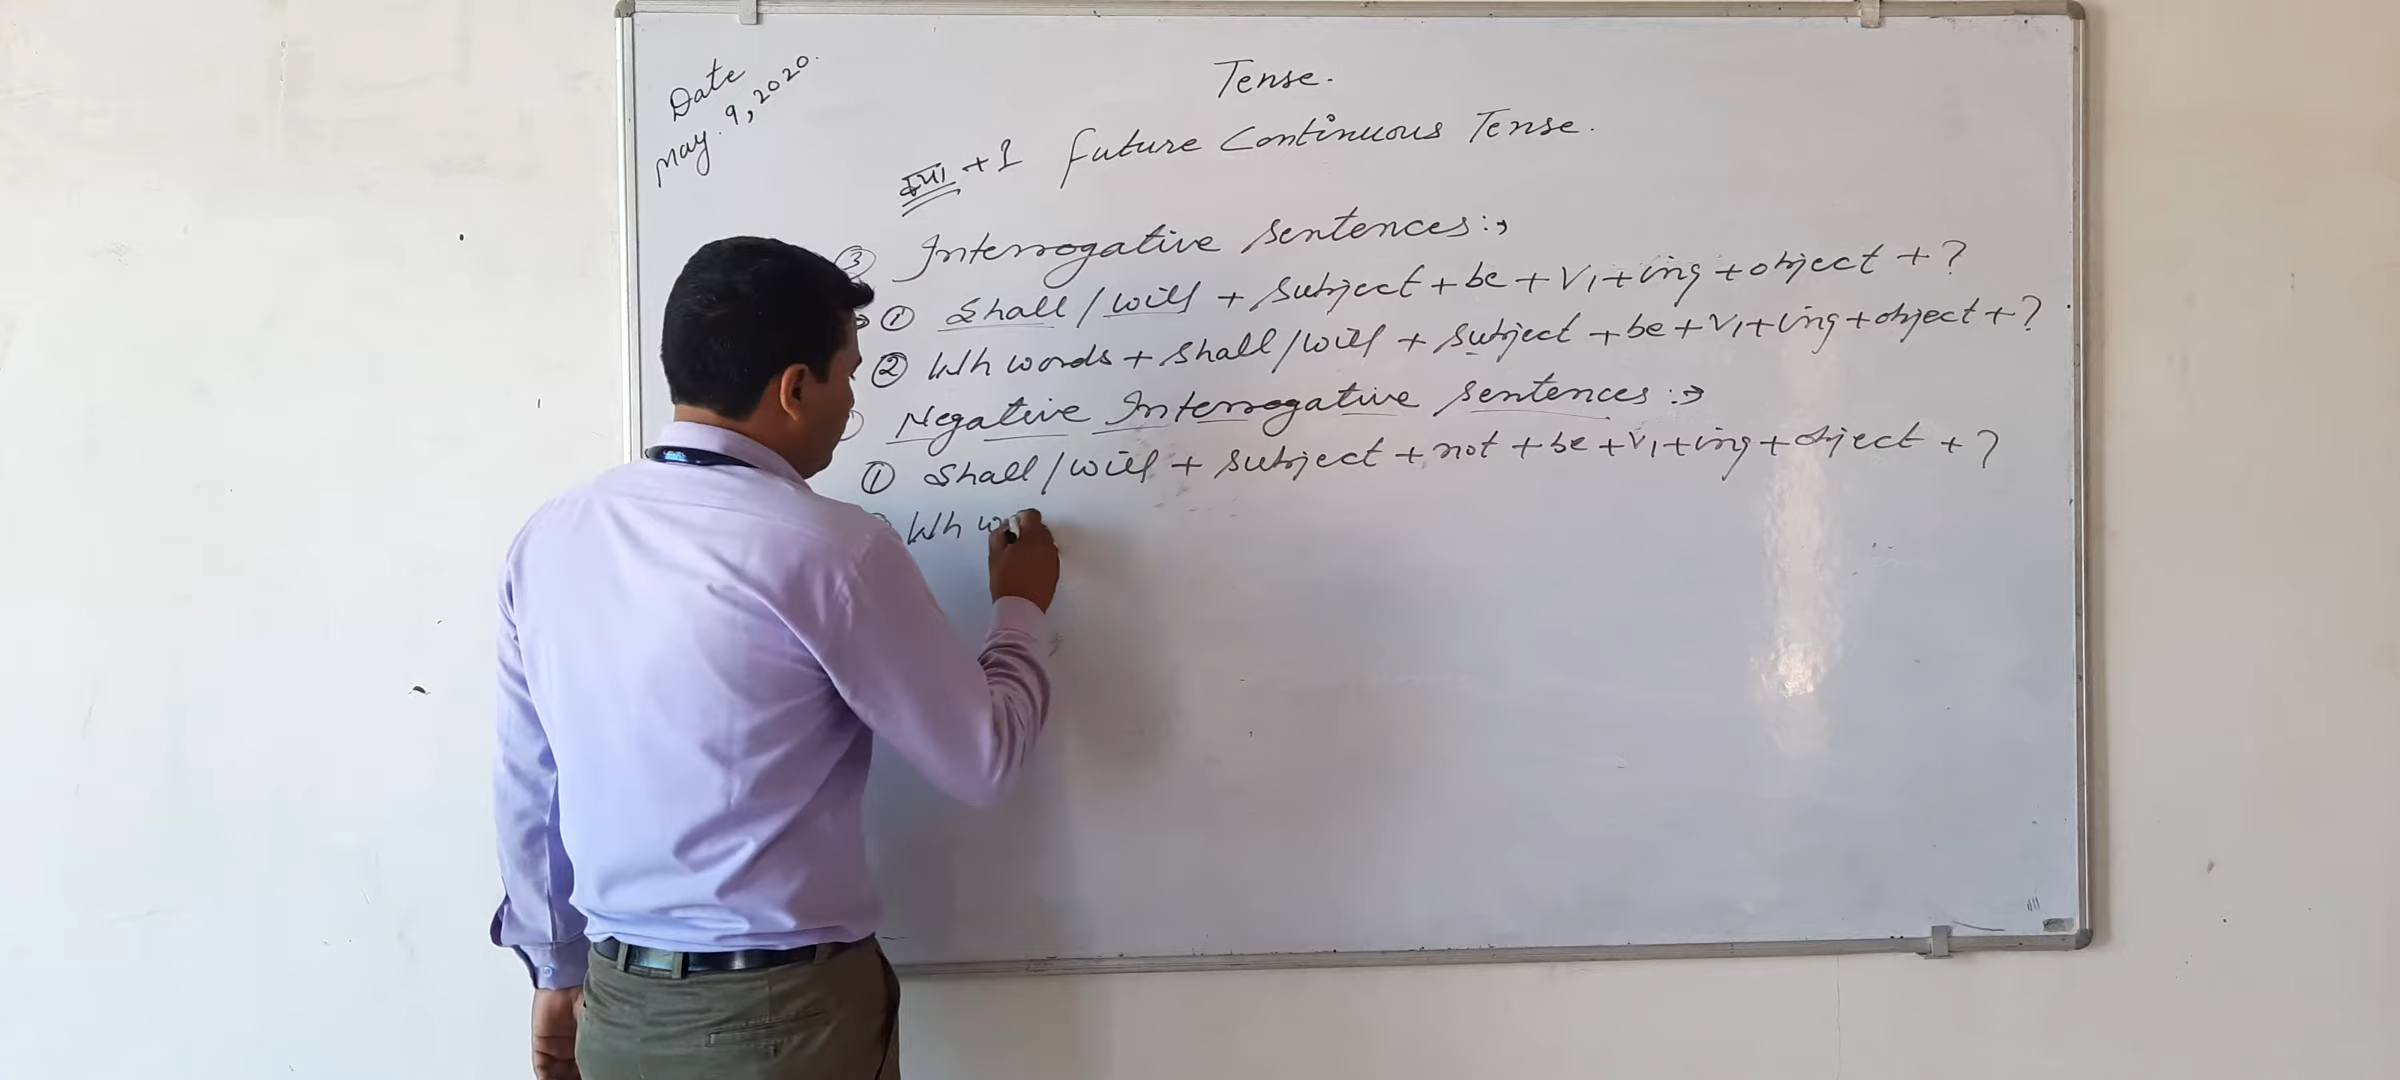 Date
May. 9, 2020.
Tense.
+1 Future Continuous Tense.
③ Interrogative sentences :→
→ ① Shall / will + subject + be + V1 + ing + object + ?
② Wh words + shall / will + subject + be + V1 + ing + object + ?
Negative Interrogative sentences :→
① Shall / will + subject + not + be + V1 + ing + object + ?
Wh